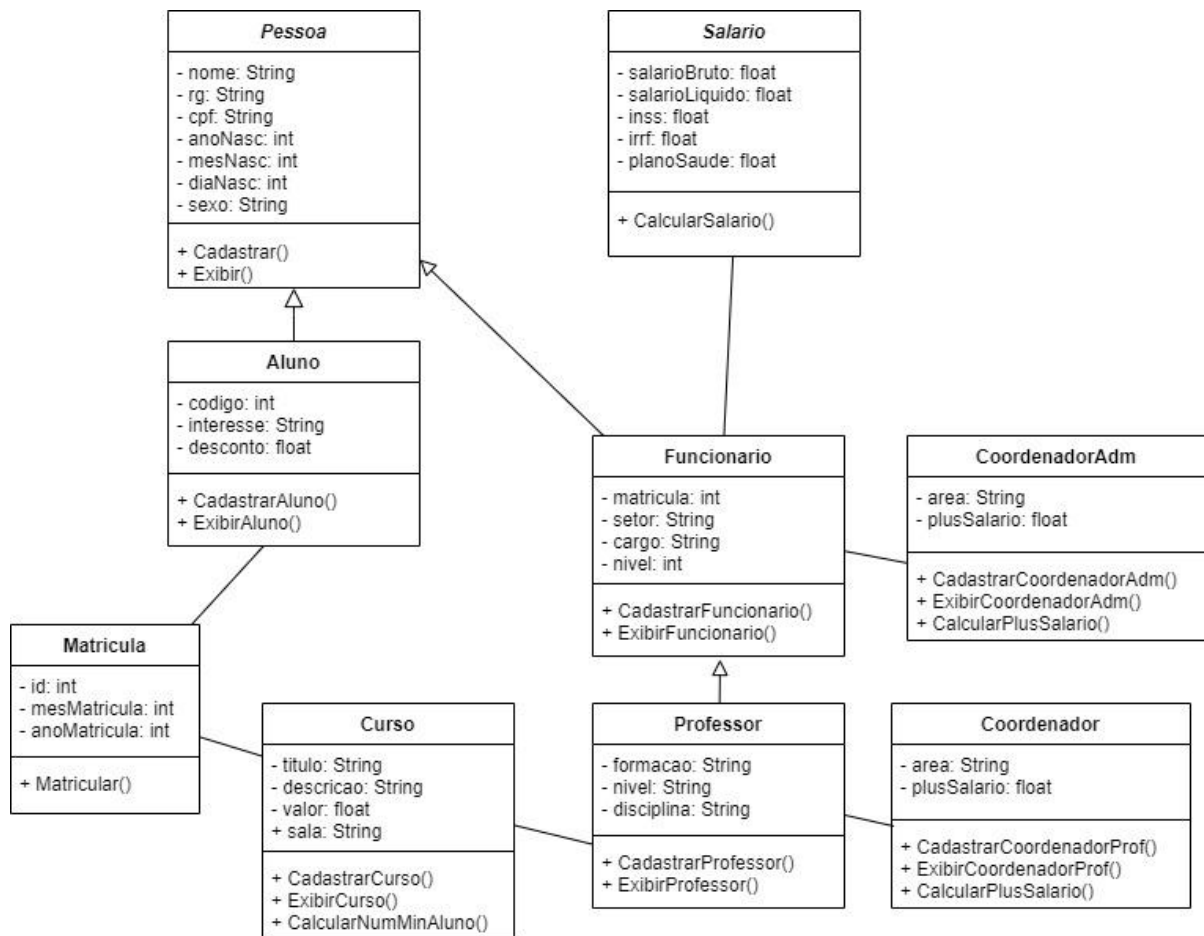 Pessoa
- nome: String
- rg: String
- cpf: String
- anoNasc: int
- mesNasc: int
- diaNasc: int
- sexo: String
+ Cadastrar()
+ Exibir()
Salario
- salarioBruto: float
- salarioLiquido: float
- inss: float
- irrf: float
- planoSaude: float
+ CalcularSalario()
Aluno
- codigo: int
- interesse: String
- desconto: float
+ CadastrarAluno()
+ ExibirAluno()
Funcionario
- matricula: int
- setor: String
- cargo: String
- nivel: int
+ CadastrarFuncionario()
+ ExibirFuncionario()
CoordenadorAdm
- area: String
- plusSalario: float
+ CadastrarCoordenadorAdm()
+ ExibirCoordenadorAdm()
+ CalcularPlusSalario()
Matricula
- id: int
- mesMatricula: int
- anoMatricula: int
+ Matricular()
Curso
- titulo: String
- descricao: String
- valor: float
+ sala: String
+ CadastrarCurso()
+ ExibirCurso()
+ CalcularNumMinAluno()
Professor
- formacao: String
- nivel: String
- disciplina: String
+ CadastrarProfessor()
+ ExibirProfessor()
Coordenador
- area: String
- plusSalario: float
+ CadastrarCoordenadorProf()
+ ExibirCoordenadorProf()
+ CalcularPlusSalario()